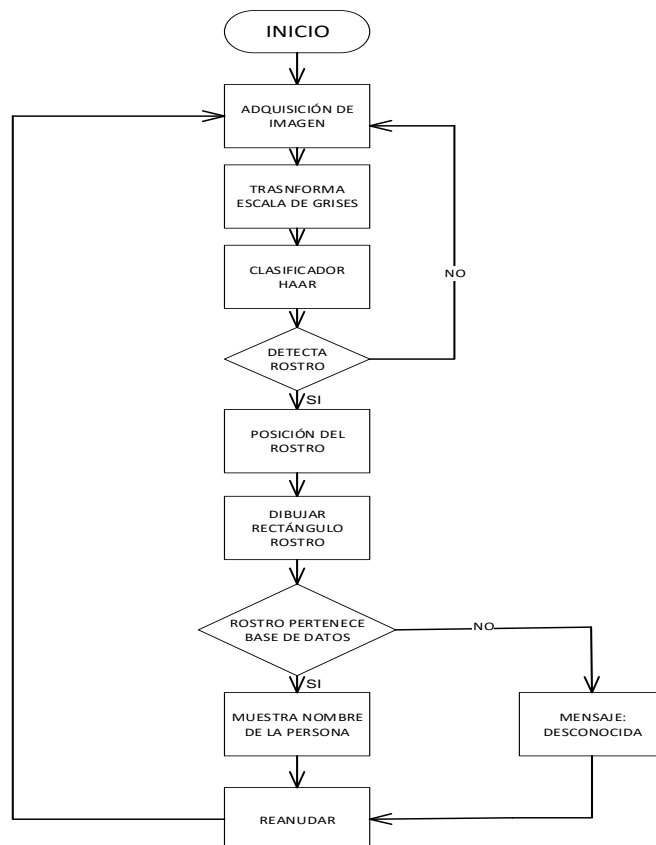 INICIO
ADQUISICIÓN DE
IMAGEN
TRASNFORMA
ESCALA DE GRISES
CLASIFICADOR
HAAR
NO
DETECTA
ROSTRO
SI
POSICIÓN DEL
ROSTRO
DIBUJAR
RECTÁNGULO
ROSTRO
ROSTRO PERTENECE
BASE DE DATOS
NO
SI
MUESTRA NOMBRE
DE LA PERSONA
MENSAJE:
DESCONOCIDA
REANUDAR